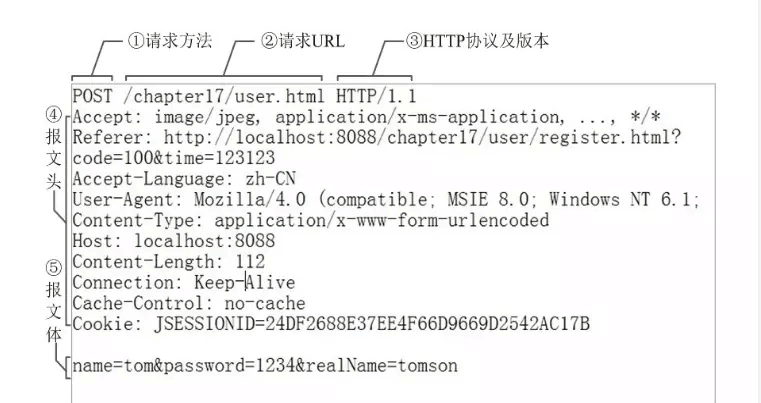 ①请求方法 ②请求URL ③HTTP协议及版本
POST /chapter17/user.html HTTP/1.1
④报文头
Accept: image/jpeg, application/x-ms-application, ..., */*
Referer: http://localhost:8088/chapter17/user/register.html?
code=100&time=123123
Accept-Language: zh-CN
User-Agent: Mozilla/4.0 (compatible; MSIE 8.0; Windows NT 6.1;
Content-Type: application/x-www-form-urlencoded
Host: localhost:8088
Content-Length: 112
Connection: Keep-Alive
Cache-Control: no-cache
Cookie: JSESSIONID=24DF2688E37EE4F66D9669D2542AC17B
⑤报文体
name=tom&password=1234&realName=tomson